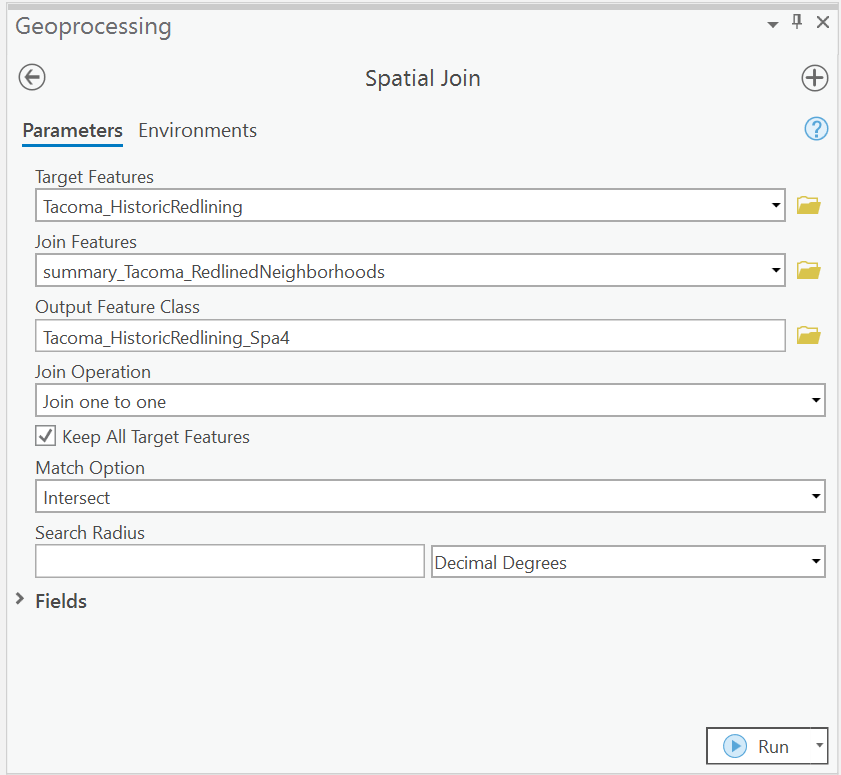 Geoprocessing
Spatial Join
Parameters Environments
Target Features
Tacoma_HistoricRedlining
Join Features
summary_Tacoma_RedlinedNeighborhoods
Output Feature Class
Tacoma_HistoricRedlining_Spa4
Join Operation
Join one to one
Keep All Target Features
Match Option
Intersect
Search Radius
Decimal Degrees
Fields
Run